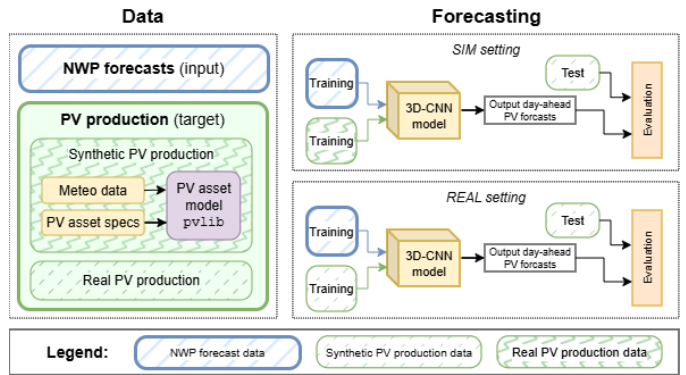 Data
Forecasting
NWP forecasts (input)
PV production (target)
Synthetic PV production
Meteo data
PV asset specs
PV asset
model
pvlib
Real PV production
SIM setting
Training
Training
3D-CNN
model
Output day-ahead
PV forcasts
Test
Evaluation
REAL setting
Training
Training
3D-CNN
model
Output day-ahead
PV forcasts
Test
Evaluation
Legend:
NWP forecast data
Synthetic PV production data
Real PV production data